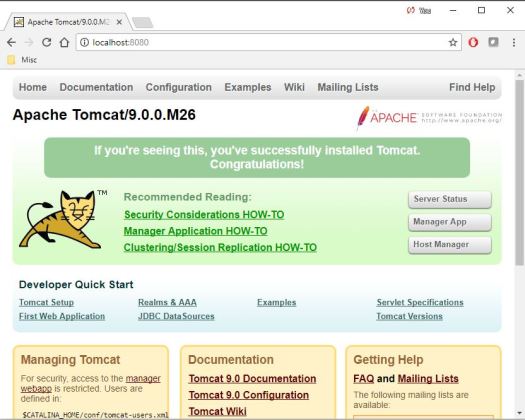 You
Apache Tomcat/9.0.0.M26
localhost:8080
Misc
Home Documentation Configuration Examples Wiki Mailing Lists Find Help
Apache Tomcat/9.0.0.M26
APACHE SOFTWARE FOUNDATION
http://www.apache.org/
If you're seeing this, you've successfully installed Tomcat.
Congratulations!
TM
Recommended Reading:
Security Considerations HOW-TO
Manager Application HOW-TO
Clustering/Session Replication HOW-TO
Server Status
Manager App
Host Manager
Developer Quick Start
Tomcat Setup Realms & AAA Examples Servlet Specifications
First Web Application JDBC DataSources Tomcat Versions
Managing Tomcat
For security, access to the manager
webapp is restricted. Users are
defined in:
$CATALINA_HOME/conf/tomcat-users.xml
Documentation
Tomcat 9.0 Documentation
Tomcat 9.0 Configuration
Tomcat Wiki
Getting Help
FAQ and Mailing Lists
The following mailing lists are
available: